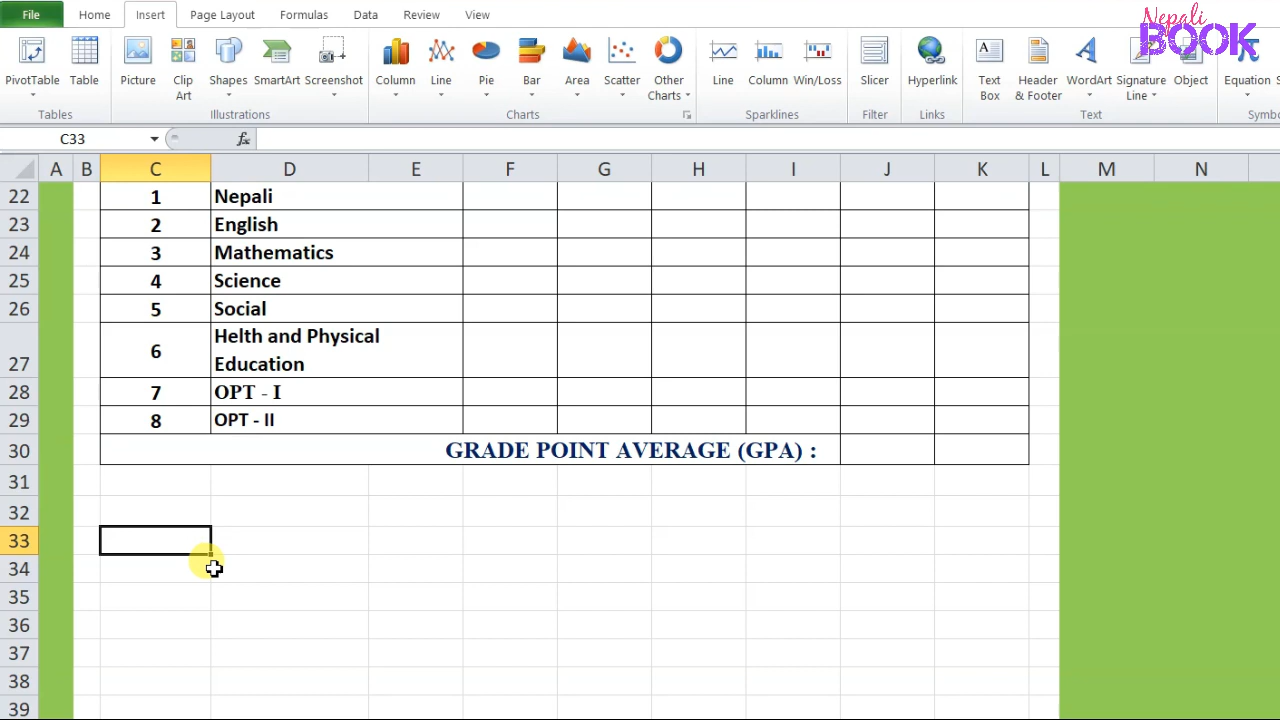 File Home Insert Page Layout Formulas Data Review View
Nepali
BOOK
PivotTable Table Picture Clip Art Shapes SmartArt Screenshot Column Line Pie Bar Area Scatter Other Charts Line Column Win/Loss Slicer Hyperlink Text Box Header & Footer WordArt Signature Line Object Equation
Tables Illustrations Charts Sparklines Filter Links Text Symbo
C33 fx
A B C D E F G H I J K L M N
22 1 Nepali
23 2 English
24 3 Mathematics
25 4 Science
26 5 Social
27 6 Helth and Physical
Education
28 7 OPT - I
29 8 OPT - II
30 GRADE POINT AVERAGE (GPA) :
31
32
33
34
35
36
37
38
39